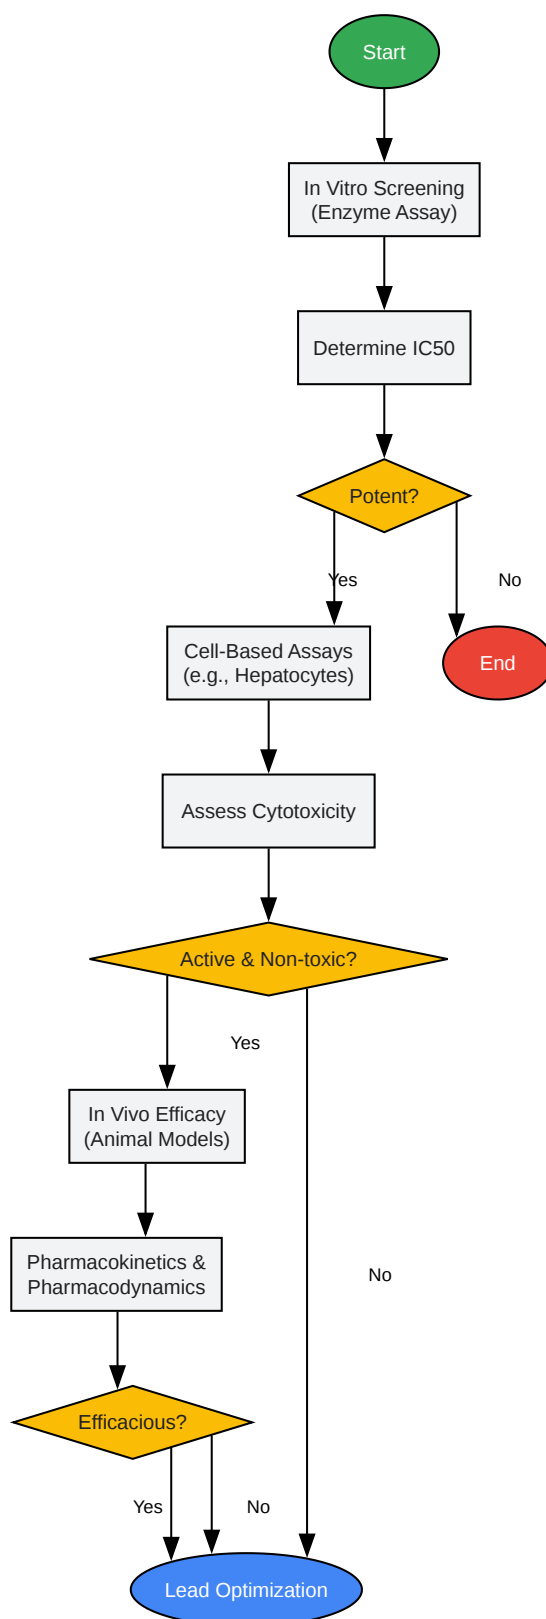 Start
In Vitro Screening
(Enzyme Assay)
Determine IC50
Potent?
Yes
No
Cell-Based Assays
(e.g., Hepatocytes)
End
Assess Cytotoxicity
Active & Non-toxic?
Yes
In Vivo Efficacy
(Animal Models)
Pharmacokinetics &
Pharmacodynamics
No
Efficacious?
Yes
No
Lead Optimization